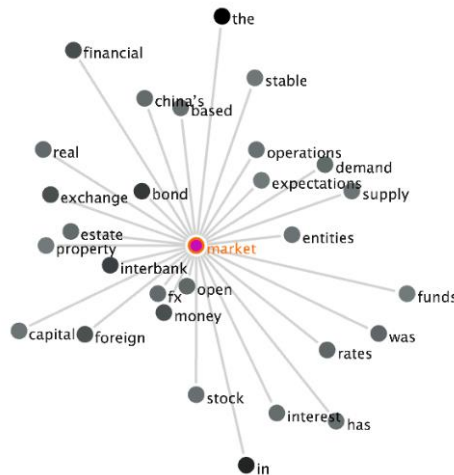 the
financial
stable
china's
based
real
operations
demand
expectations
supply
exchange
bond
estate
entities
property
market
interbank
open
fx
funds
money
capital
foreign
was
rates
stock
interest
has
in